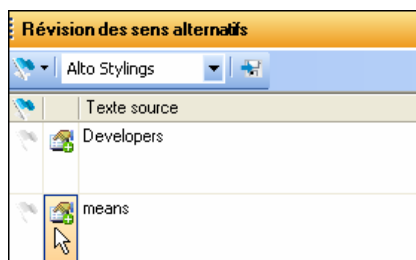 Révision des sens alternatifs
Alto Stylings
Texte source
Developers
means